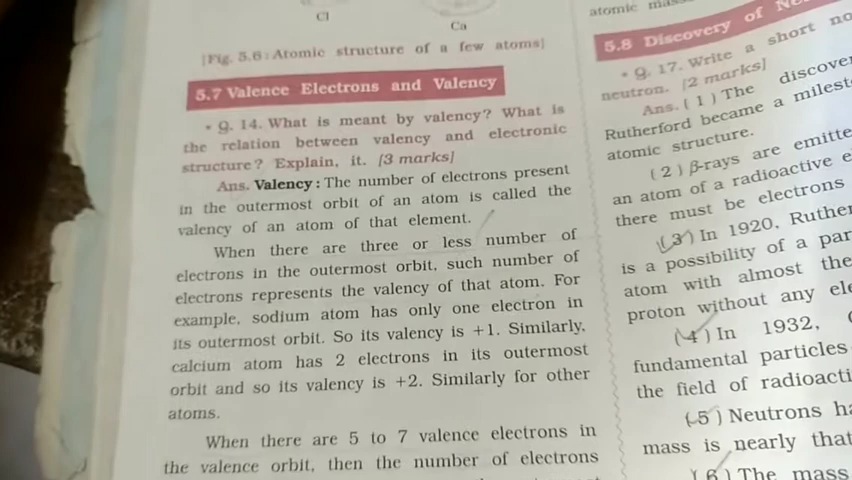 Cl
Ca
[Fig. 5.6: Atomic structure of a few atoms]
5.7 Valence Electrons and Valency
• Q. 14. What is meant by valency? What is
the relation between valency and electronic
structure? Explain, it. [3 marks]
Ans. Valency: The number of electrons present
in the outermost orbit of an atom is called the
valency of an atom of that element.
When there are three or less number of
electrons in the outermost orbit, such number of
electrons represents the valency of that atom. For
example, sodium atom has only one electron in
its outermost orbit. So its valency is +1. Similarly,
calcium atom has 2 electrons in its outermost
orbit and so its valency is +2. Similarly for other
atoms.
When there are 5 to 7 valence electrons in
the valence orbit, then the number of electrons
atomic
5.8 Discovery of
• Q. 17. Write a short
neutron. [2 marks]
Ans. (1) The
Rutherford became a
atomic structure.
(2) β-rays are
an atom of a radioactive
there must be electrons
(3) In 1920,
is a possibility of a
atom with almost the
proton without any
(4) In 1932,
fundamental particles
the field of
(5) Neutrons
mass is nearly that
(6) The mass